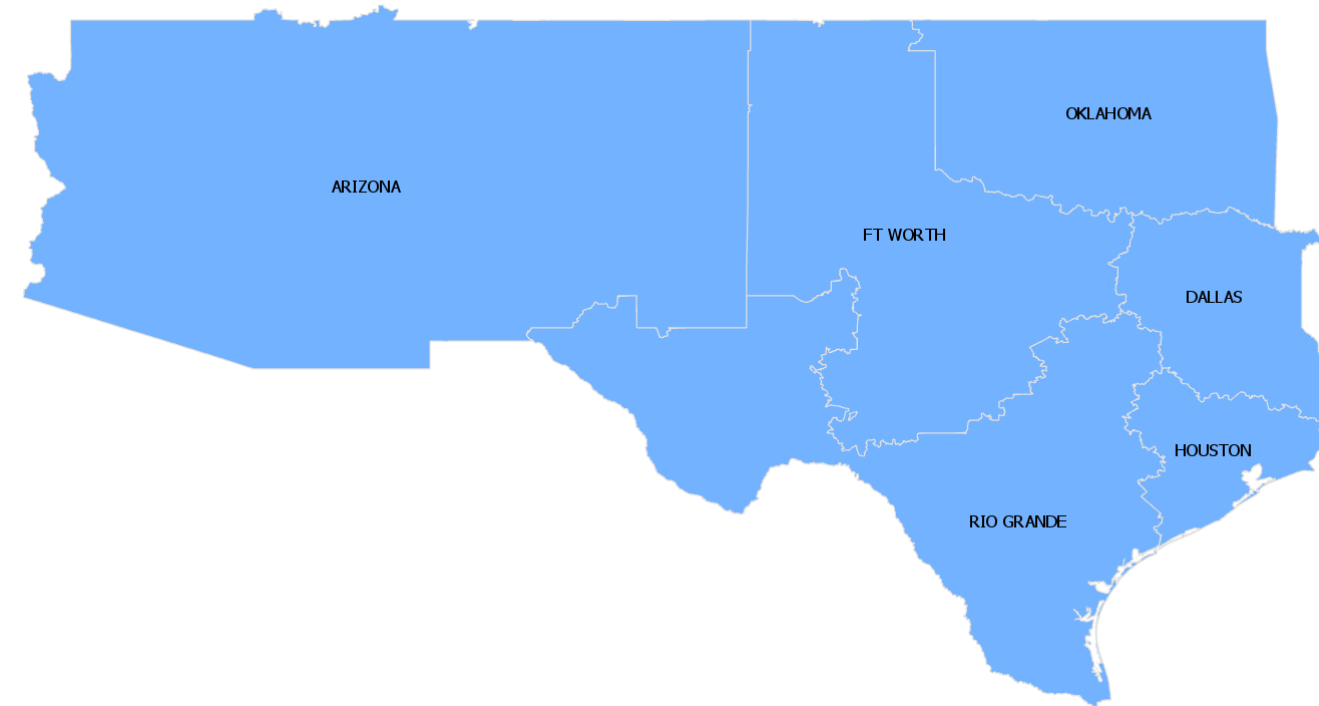 OKLAHOMA
ARIZONA
FT WORTH
DALLAS
HOUSTON
RIO GRANDE